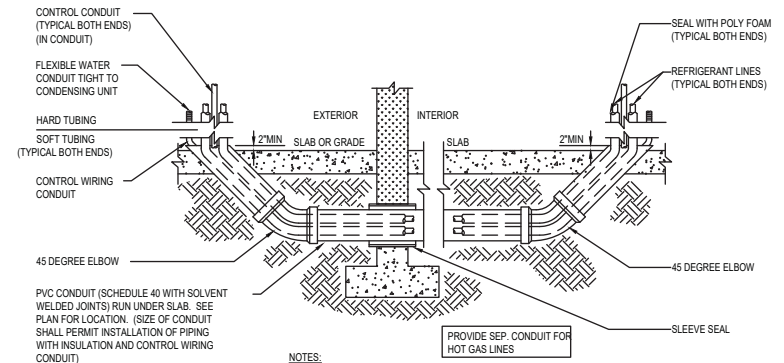 CONTROL CONDUIT
(TYPICAL BOTH ENDS)
(IN CONDUIT)
FLEXIBLE WATER
CONDUIT TIGHT TO
CONDENSING UNIT
HARD TUBING
SOFT TUBING
(TYPICAL BOTH ENDS)
CONTROL WIRING
CONDUIT
45 DEGREE ELBOW
PVC CONDUIT (SCHEDULE 40 WITH SOLVENT
WELDED JOINTS) RUN UNDER SLAB. SEE
PLAN FOR LOCATION. (SIZE OF CONDUIT
SHALL PERMIT INSTALLATION OF PIPING
WITH INSULATION AND CONTROL WIRING
CONDUIT)
EXTERIOR
INTERIOR
2"MIN
SLAB OR GRADE
SLAB
2"MIN
SEAL WITH POLY FOAM
(TYPICAL BOTH ENDS)
REFRIGERANT LINES
(TYPICAL BOTH ENDS)
45 DEGREE ELBOW
SLEEVE SEAL
PROVIDE SEP. CONDUIT FOR
HOT GAS LINES
NOTES: